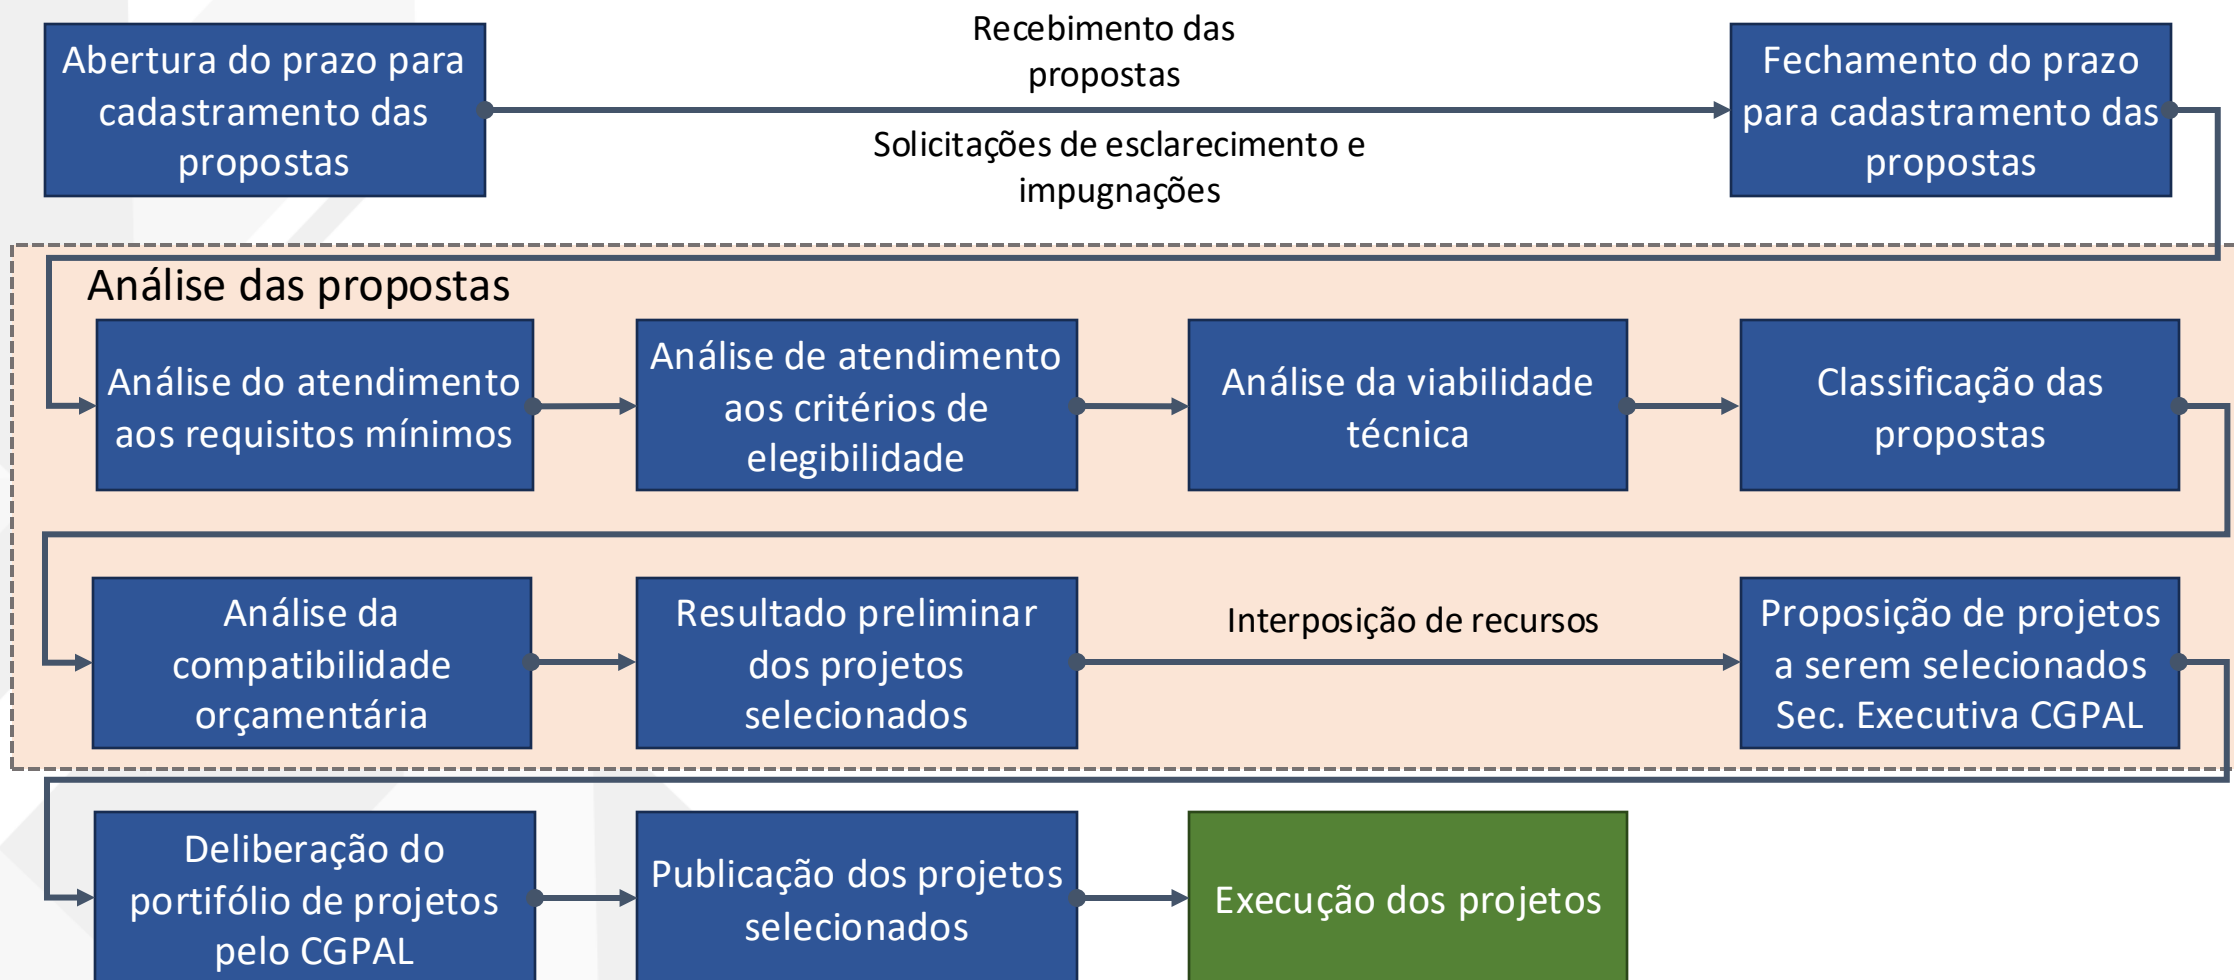 Abertura do prazo para
cadastramento das
propostas
Recebimento das
propostas
Solicitações de esclarecimento e
impugnações
Fechamento do prazo
para cadastramento das
propostas
Análise das propostas
Análise do atendimento
aos requisitos mínimos
Análise de atendimento
aos critérios de
elegibilidade
Análise da viabilidade
técnica
Classificação das
propostas
Análise da
compatibilidade
orçamentária
Resultado preliminar
dos projetos
selecionados
Interposição de recursos
Proposição de projetos
a serem selecionados
Sec. Executiva CGPAL
Deliberação do
portifólio de projetos
pelo CGPAL
Publicação dos projetos
selecionados
Execução dos projetos